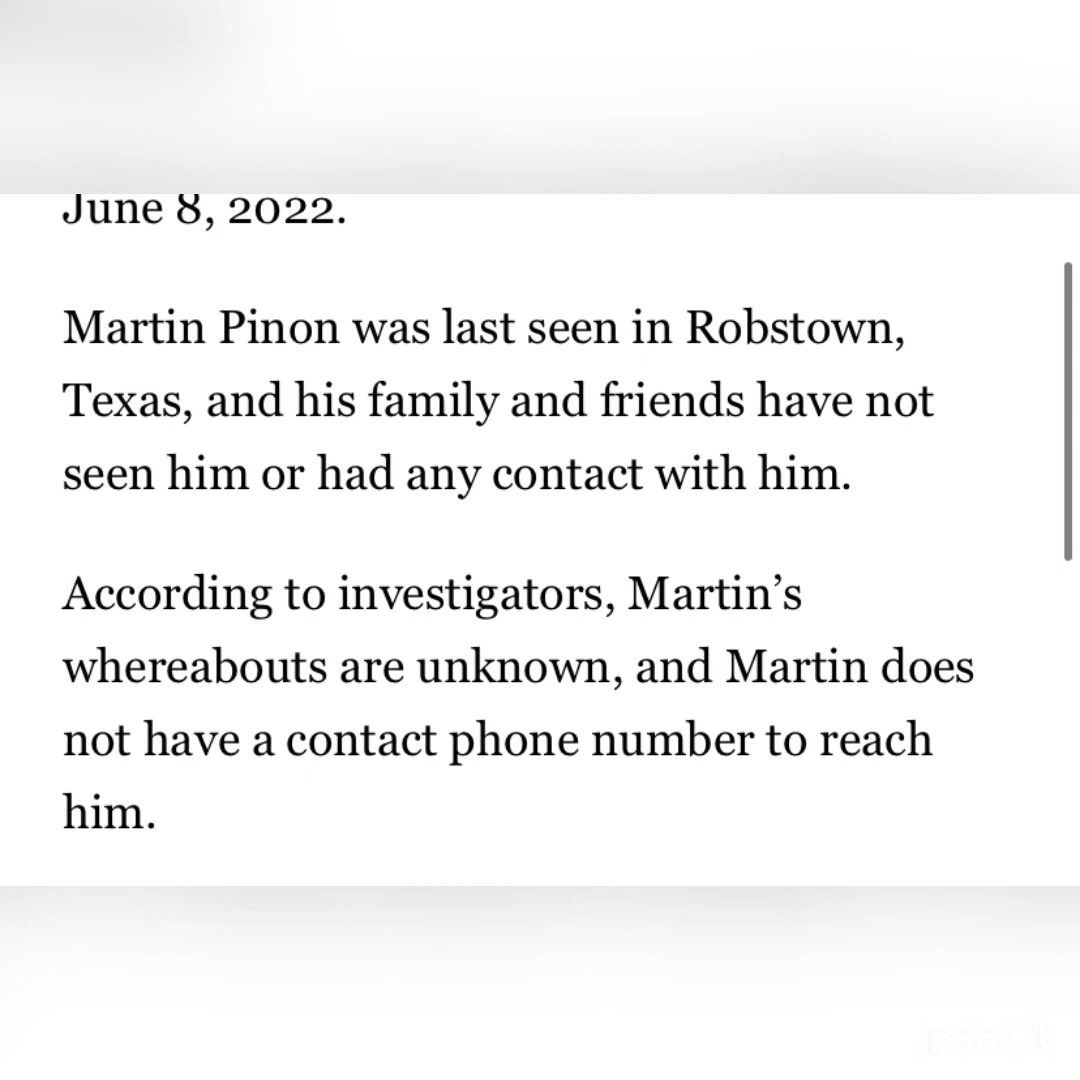 June 8, 2022.
Martin Pinon was last seen in Robstown,
Texas, and his family and friends have not
seen him or had any contact with him.
According to investigators, Martin’s
whereabouts are unknown, and Martin does
not have a contact phone number to reach
him.
InShOt